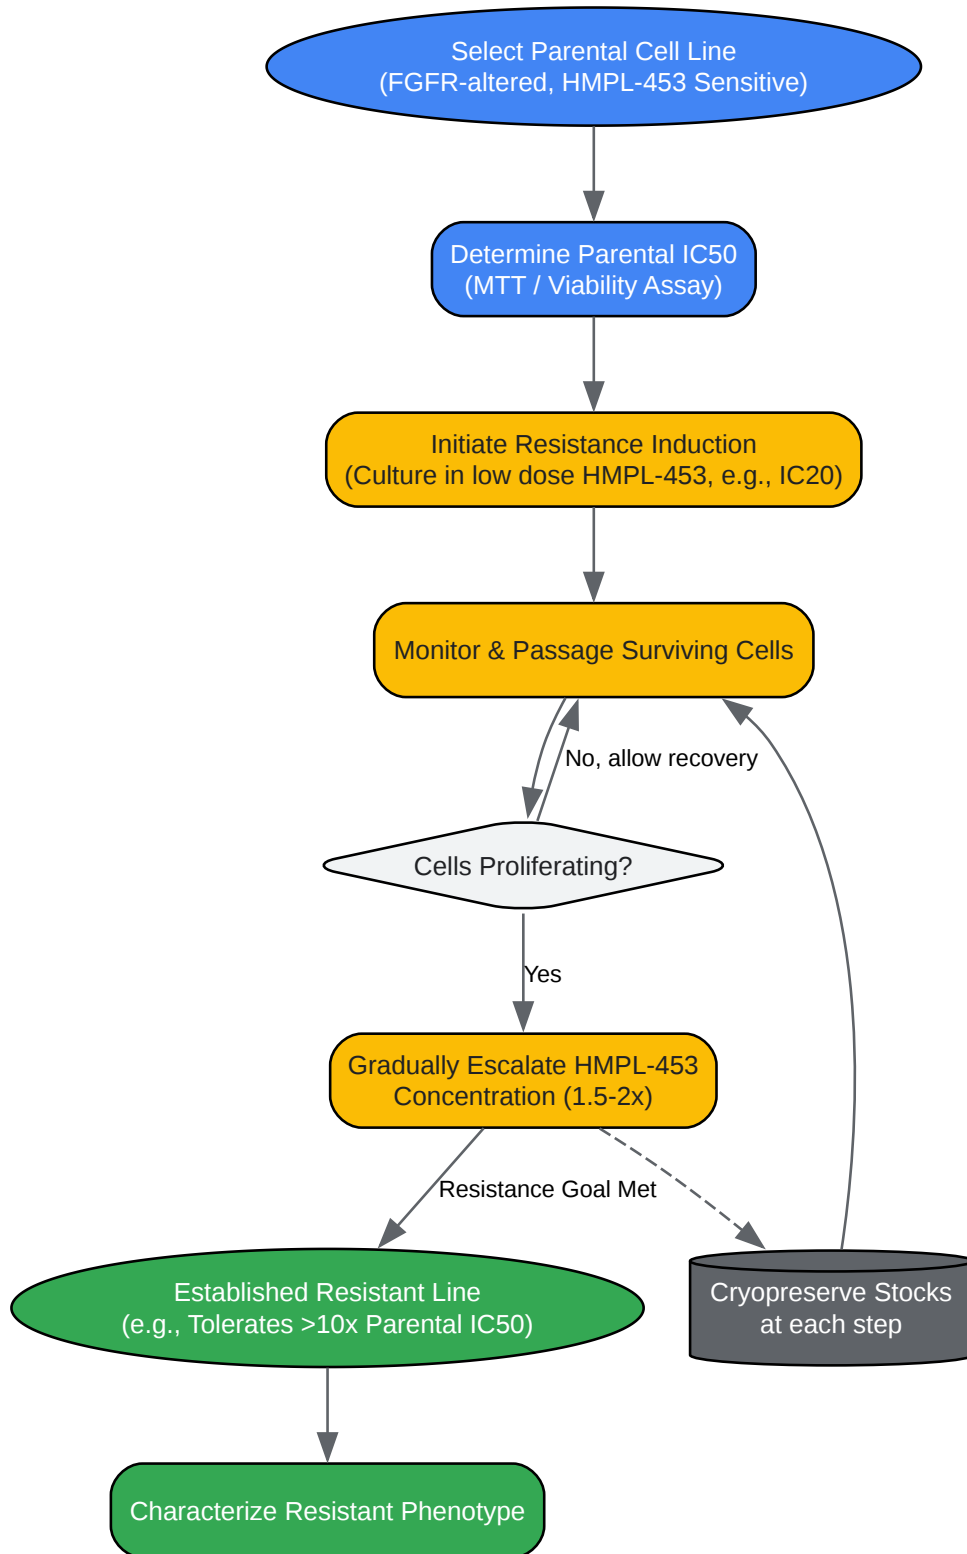 Select Parental Cell Line
(FGFR-altered, HMPL-453 Sensitive)
Determine Parental IC50
(MTT / Viability Assay)
Initiate Resistance Induction
(Culture in low dose HMPL-453, e.g., IC20)
Monitor & Passage Surviving Cells
No, allow recovery
Cells Proliferating?
Yes
Gradually Escalate HMPL-453
Concentration (1.5-2x)
Resistance Goal Met
Established Resistant Line
(e.g., Tolerates >10x Parental IC50)
Cryopreserve Stocks
at each step
Characterize Resistant Phenotype